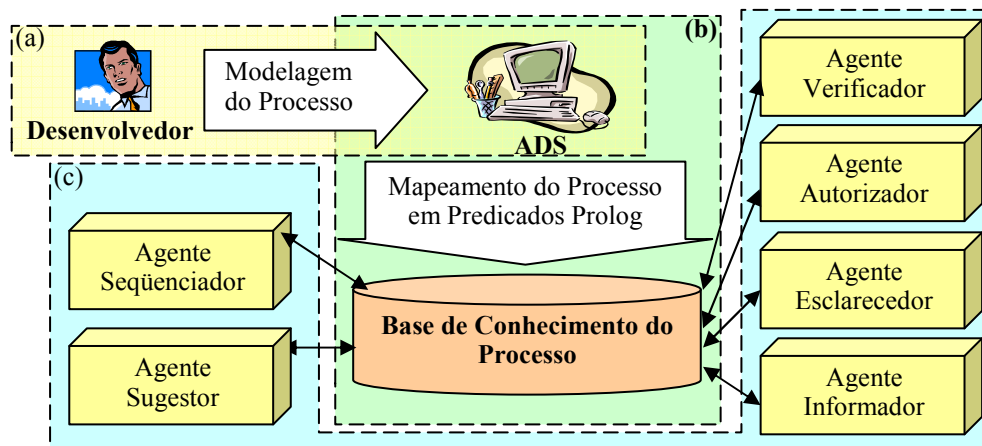 (a)
Desenvolvedor
Modelagem
do Processo
ADS
(b)
Mapeamento do Processo
em Predicados Prolog
Base de Conhecimento do
Processo
(c)
Agente
Seqüenciador
Agente
Sugestor
Agente
Verificador
Agente
Autorizador
Agente
Esclarecedor
Agente
Informador